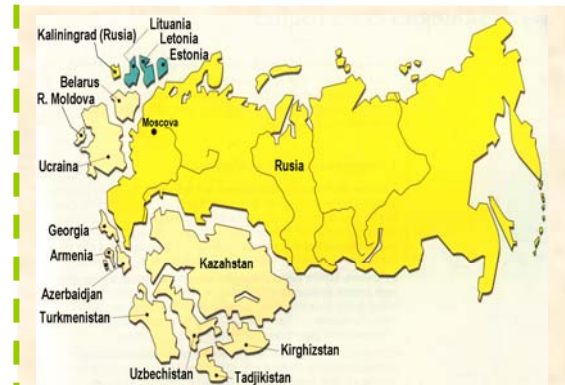 Lituania
Kaliningrad (Rusia)
Letonia
Estonia
Belarus
R. Moldova
Moscova
Rusia
Ucraina
Georgia
Armenia
Kazahstan
Azerbaidjan
Turkmenistan
Kirghizstan
Uzbechistan
Tadjikistan